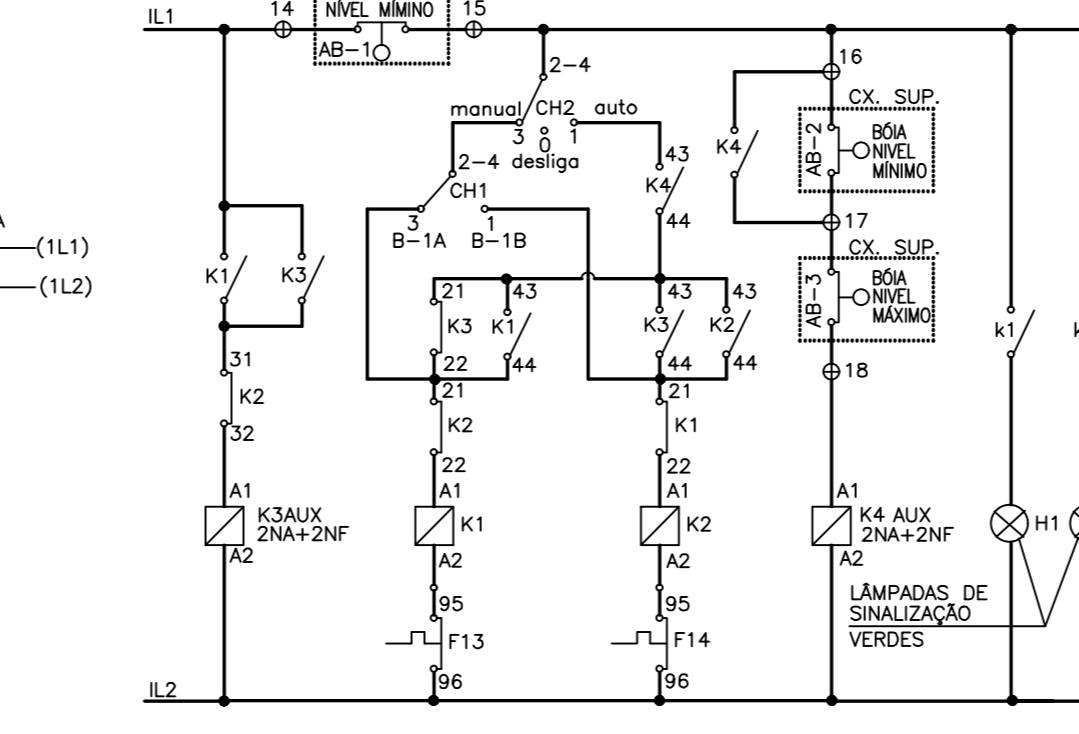 IL1
14
NÍVEL MÍMINO
15
AB-1
2-4
16
CX. SUP.
manual
CH2
auto
3
0
1
desliga
K4
AB-2
BÓIA
NIVEL
MÍNIMO
2-4
CH1
43
K4
44
3
1
B-1A
B-1B
17
CX. SUP.
A
(1L1)
(1L2)
K1
K3
21
K3
22
43
K1
44
43
K3
44
43
K2
44
AB-3
BÓIA
NIVEL
MÁXIMO
k1
k
18
31
K2
32
21
K2
22
21
K1
22
A1
K3AUX
2NA+2NF
A2
A1
K1
A2
A1
K2
A2
A1
K4 AUX
2NA+2NF
A2
H1
95
F13
96
95
F14
96
LÂMPADAS DE
SINALIZAÇÃO
VERDES
IL2